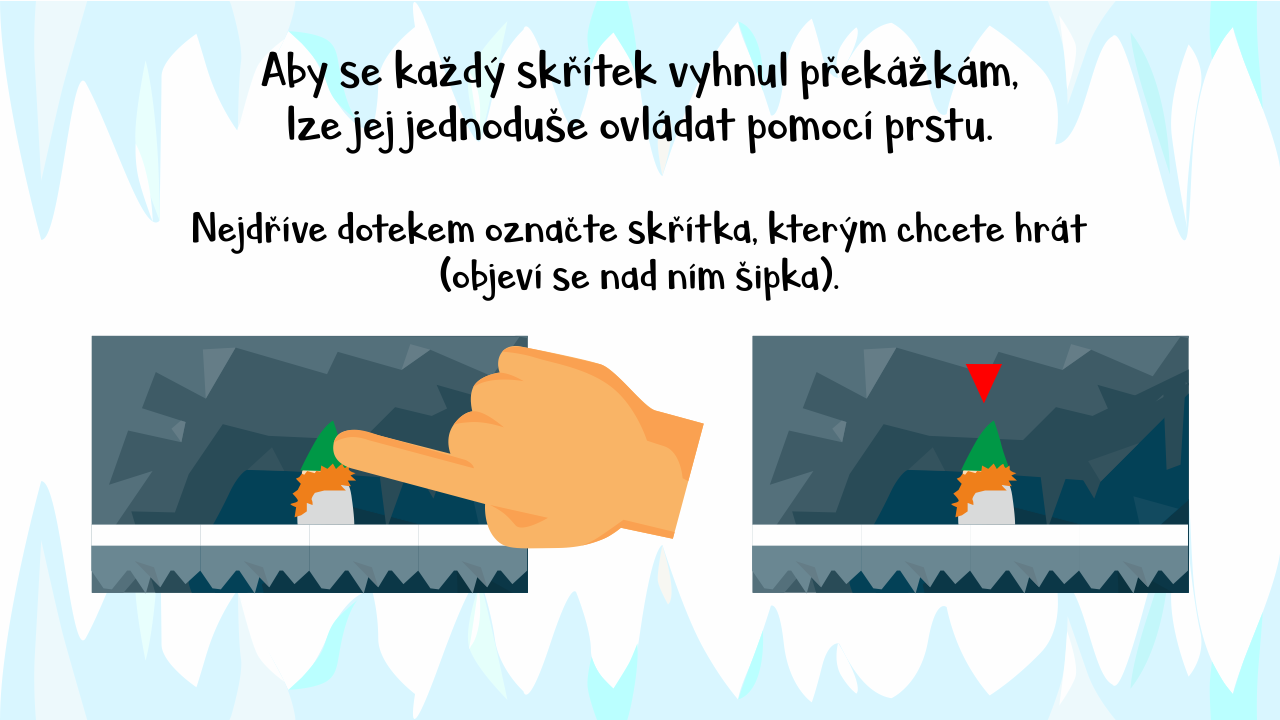 Aby se každý skřítek vyhnul překážkám,
lze jej jednoduše ovládat pomocí prstu.
Nejdříve dotekem označte skřítka, kterým chcete hrát
(objeví se nad ním šipka).